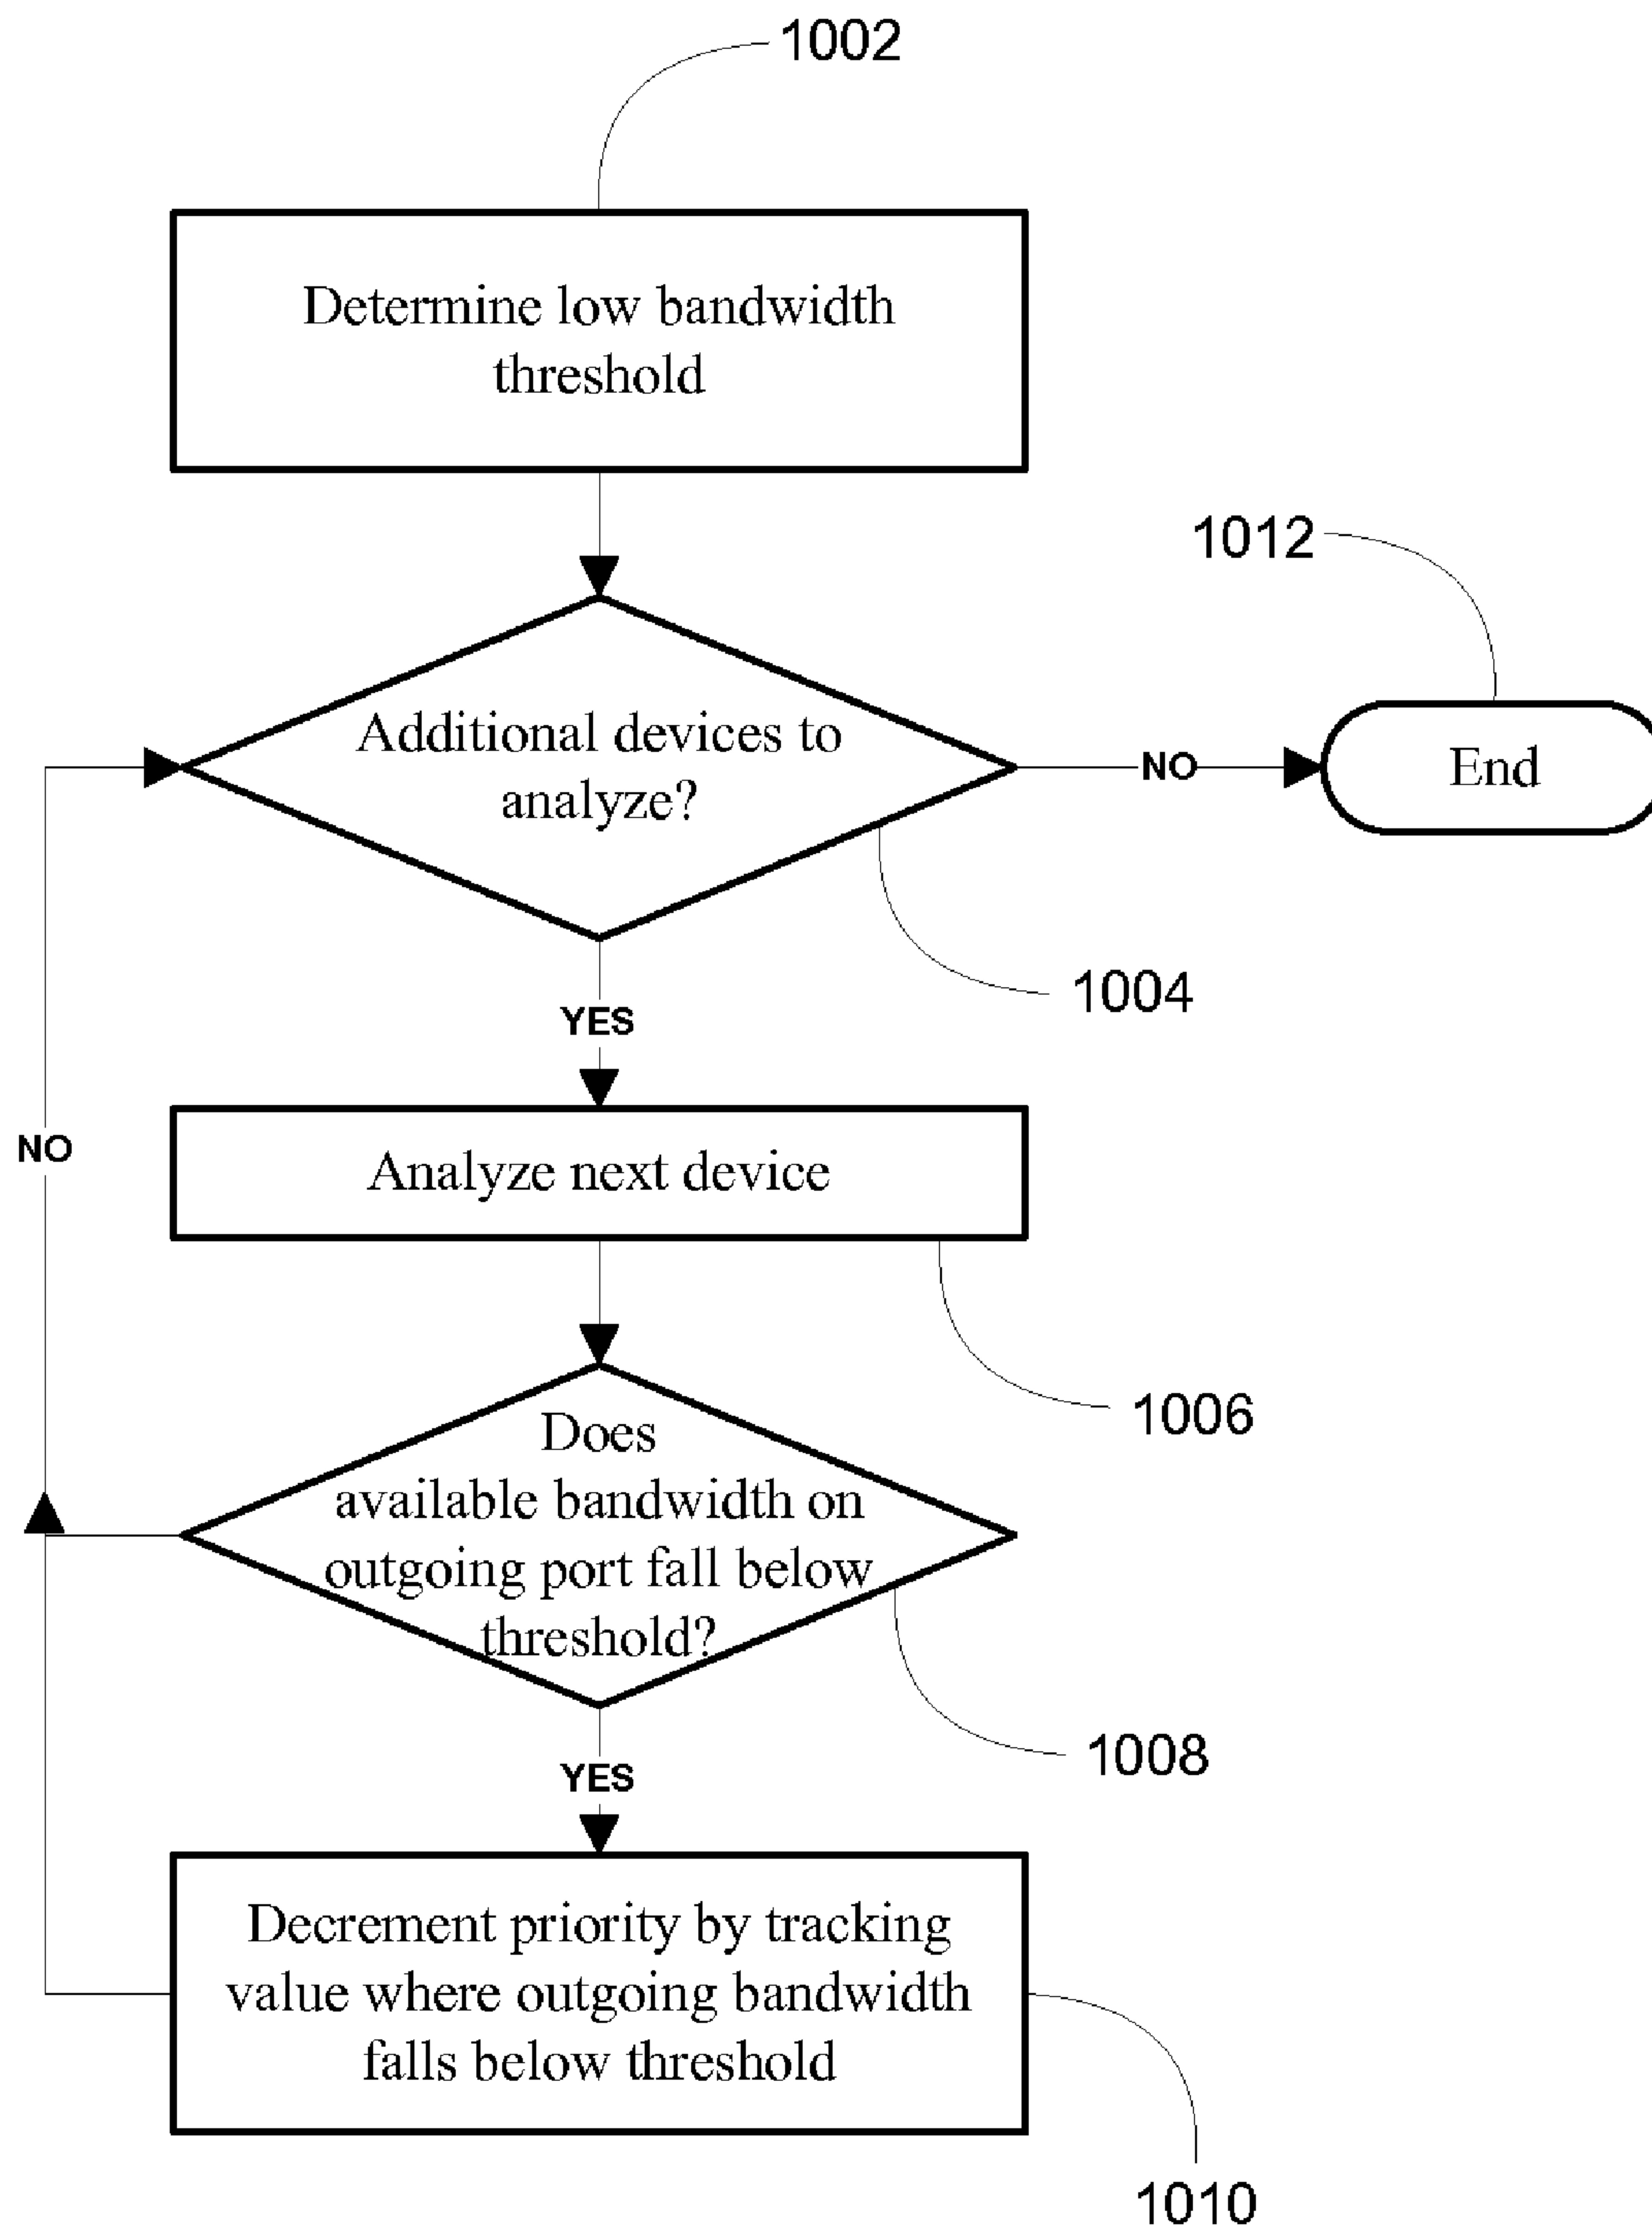 1002
Determine low bandwidth
threshold
1012
Additional devices to
analyze?
NO
End
1004
YES
NO
Analyze next device
1006
Does
available bandwidth on
outgoing port fall below
threshold?
1008
YES
Decrement priority by tracking
value where outgoing bandwidth
falls below threshold
1010